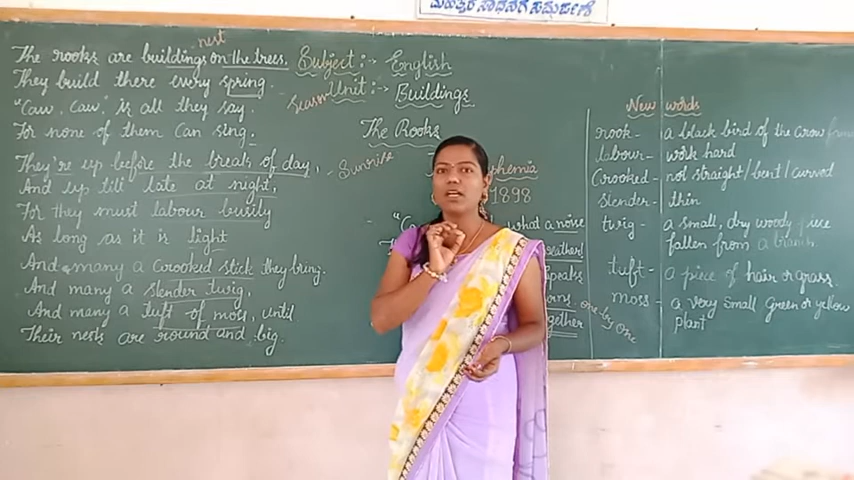 nest
The rooks are building on the trees.
They build there every spring.
"Caw, Caw", is all they say,
For none of them can sing.
They're up before the break of day,
And up till late at night.
For they must labour busily
As long as it is light
And many a crooked stick they bring,
And many a slender twig,
And many a tuft of moss, until
Their nests are round and big.
Sunrise
Subject :- English
Season
Unit :- Buildings
The Rooks
1898
what a noise
together
one by one
New words
rook - a black bird of the crow
labour - work hard
Crooked - not straight/bent/curved
slender - thin
twig - a small, dry woody piece
fallen from a branch
tuft - a piece of hair or grass
moss - a very small green or yellow
plant